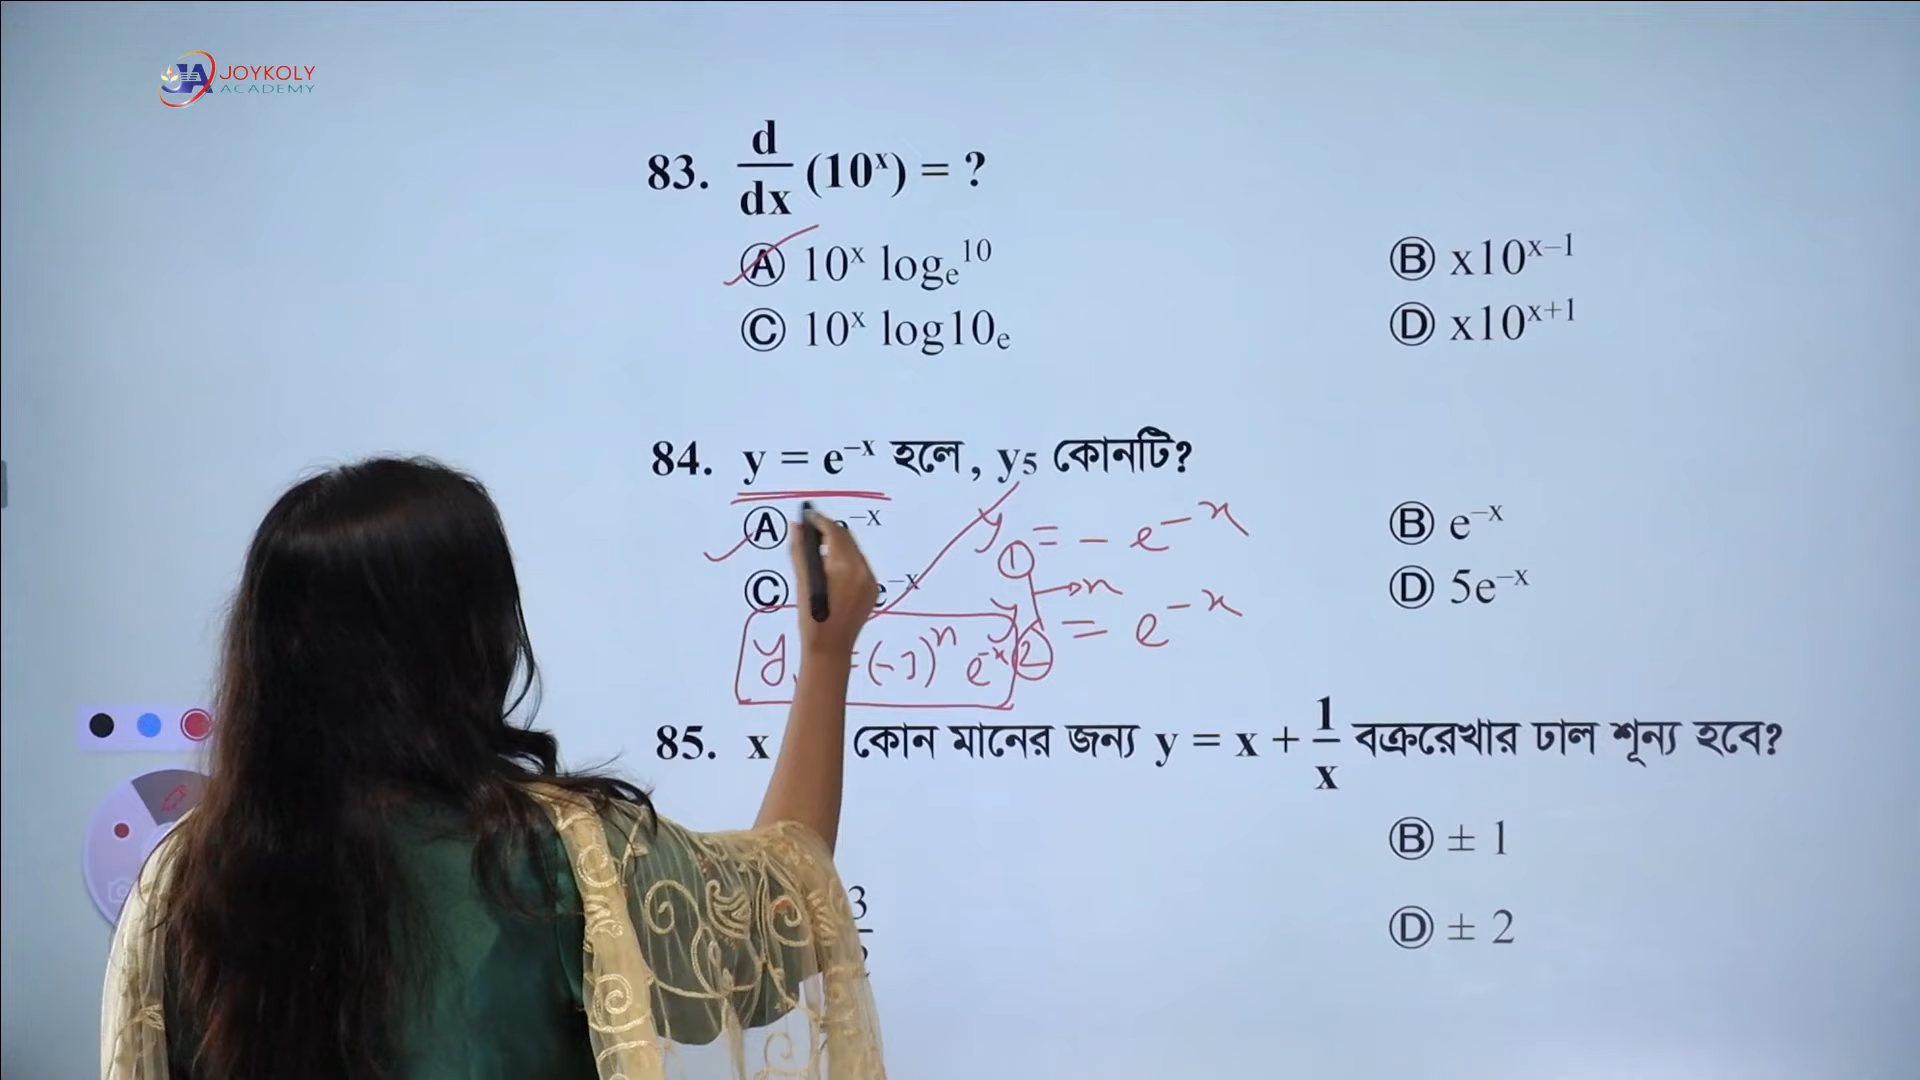 JOYKOLY
ACADEMY
83. d/dx (10ˣ) = ?
Ⓐ 10ˣ logₑ¹⁰
Ⓑ x10ˣ⁻¹
Ⓒ 10ˣ log10ₑ
Ⓓ x10ˣ⁺¹
84. y = e⁻ˣ হলে, y₅ কোনটি?
Ⓐ e⁻ˣ
Ⓑ e⁻ˣ
Ⓒ e⁻ˣ
Ⓓ 5e⁻ˣ
y₁ = – e⁻ˣ
→ n
y₂ = e⁻ˣ
y = (-1)ⁿ e⁻ˣ
85. x কোন মানের জন্য y = x + 1/x বক্ররেখার ঢাল শূন্য হবে?
Ⓑ ± 1
3
Ⓓ ± 2